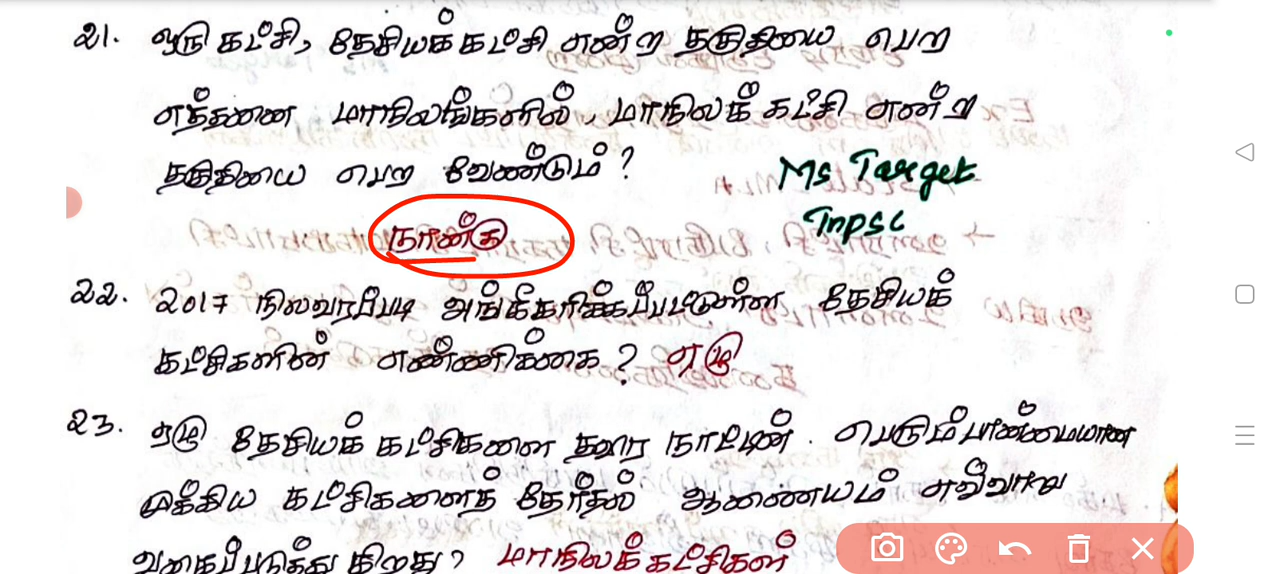 21. ஒரு கட்சி, தேசியக் கட்சி என்ற தகுதியை பெற
எத்தனை மாநிலங்களில், மாநிலக் கட்சி என்ற
தகுதியை பெற வேண்டும்?
Ms Target
Tnpsc
நான்கு
22. 2017 நிலவரப்படி அங்கீகரிக்கப்பட்டுள்ள தேசியக்
கட்சிகளின் எண்ணிக்கை? ஏழு
23. ஏழு தேசியக் கட்சிகளை தவிர நாட்டின் பெரும்பான்மையான
முக்கிய கட்சிகளைத் தேர்தல் ஆணையம் எவ்வாறு
வகைப்படுத்துகிறது? மாநிலக் கட்சிகள்